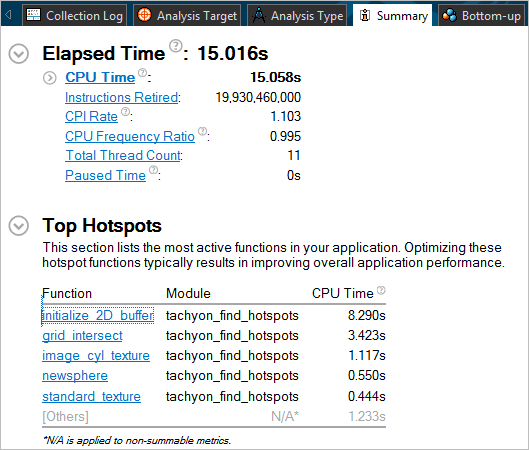 Collection Log Analysis Target Analysis Type Summary Bottom-up
Elapsed Time ?: 15.016s
CPU Time ?: 15.058s
Instructions Retired: 19,930,460,000
CPI Rate ?: 1.103
CPU Frequency Ratio ?: 0.995
Total Thread Count: 11
Paused Time ?: 0s
Top Hotspots
This section lists the most active functions in your application. Optimizing these
hotspot functions typically results in improving overall application performance.
Function Module CPU Time ?
initialize_2D_buffer tachyon_find_hotspots 8.290s
grid_intersect tachyon_find_hotspots 3.423s
image_cyl_texture tachyon_find_hotspots 1.117s
newsphere tachyon_find_hotspots 0.550s
standard_texture tachyon_find_hotspots 0.444s
[Others] N/A* 1.233s
*N/A is applied to non-summable metrics.